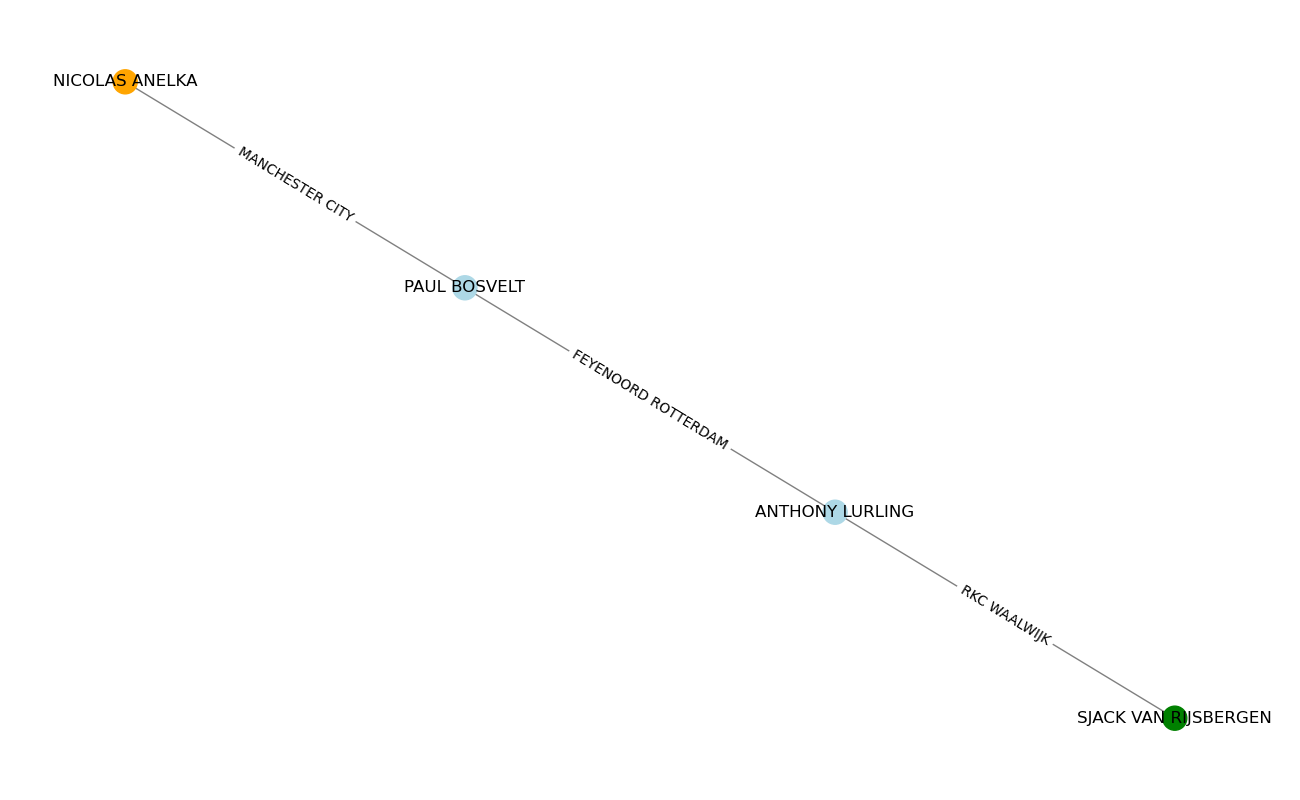 NICOLAS ANELKA
MANCHESTER CITY
PAUL BOSVELT
FEYENOORD ROTTERDAM
ANTHONY LURLING
RKC WAALWIJK
SJACK VAN RIJSBERGEN